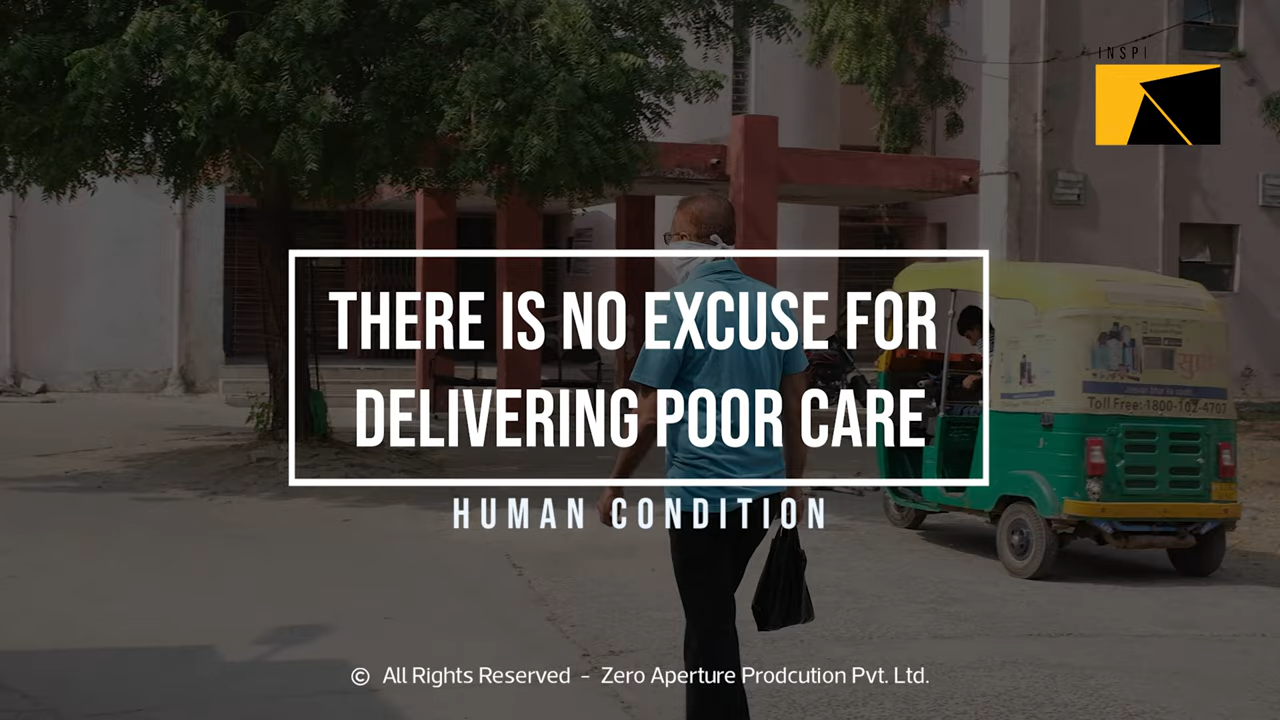 INSPI
THERE IS NO EXCUSE FOR
DELIVERING POOR CARE
HUMAN CONDITION
Toll Free: 1800-102-4707
© All Rights Reserved - Zero Aperture Prodcution Pvt. Ltd.